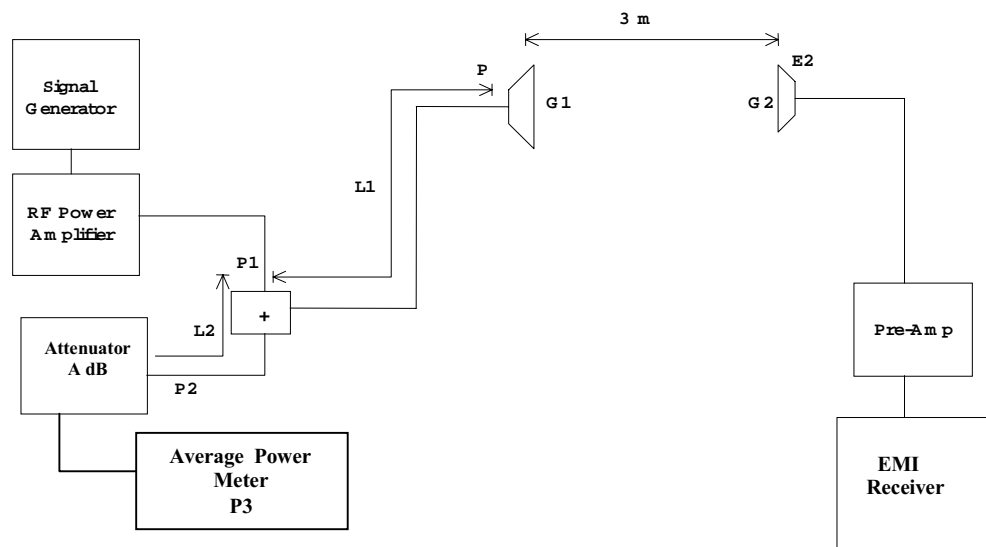 3 m
P
E2
Signal
Generator
G1
G2
L1
RF Power
Amplifier
P1
+
L2
Pre-Amp
Attenuator
A dB
P2
Average Power
Meter
P3
EMI
Receiver